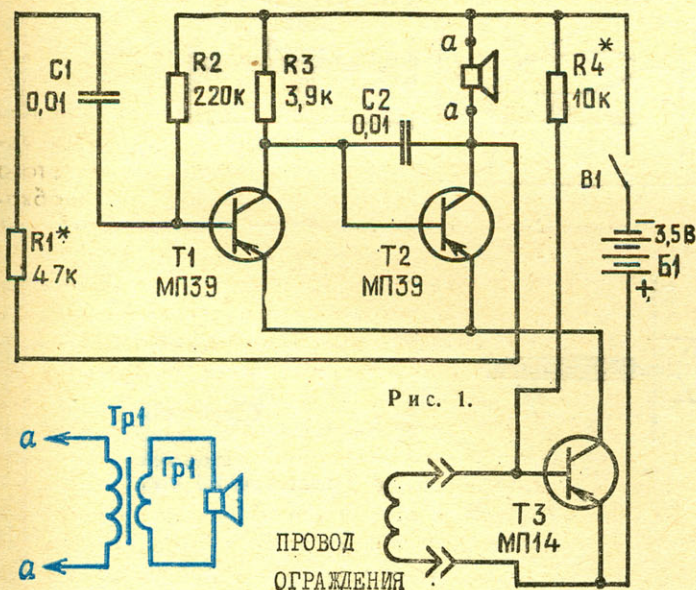 C1
0,01
R2
220к
R3
3,9к
C2
0,01
a
a
R4*
10к
В1
3,5В
Б1
R1*
47к
T1
МП39
T2
МП39
Рис. 1.
Тр1
Гр1
a
a
T3
МП14
ПРОВОД
ОГРАЖДЕНИЯ